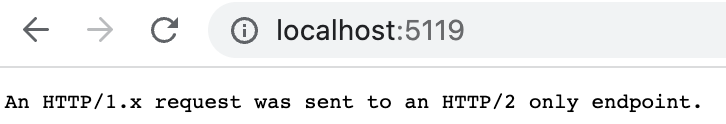 localhost:5119
An HTTP/1.x request was sent to an HTTP/2 only endpoint.